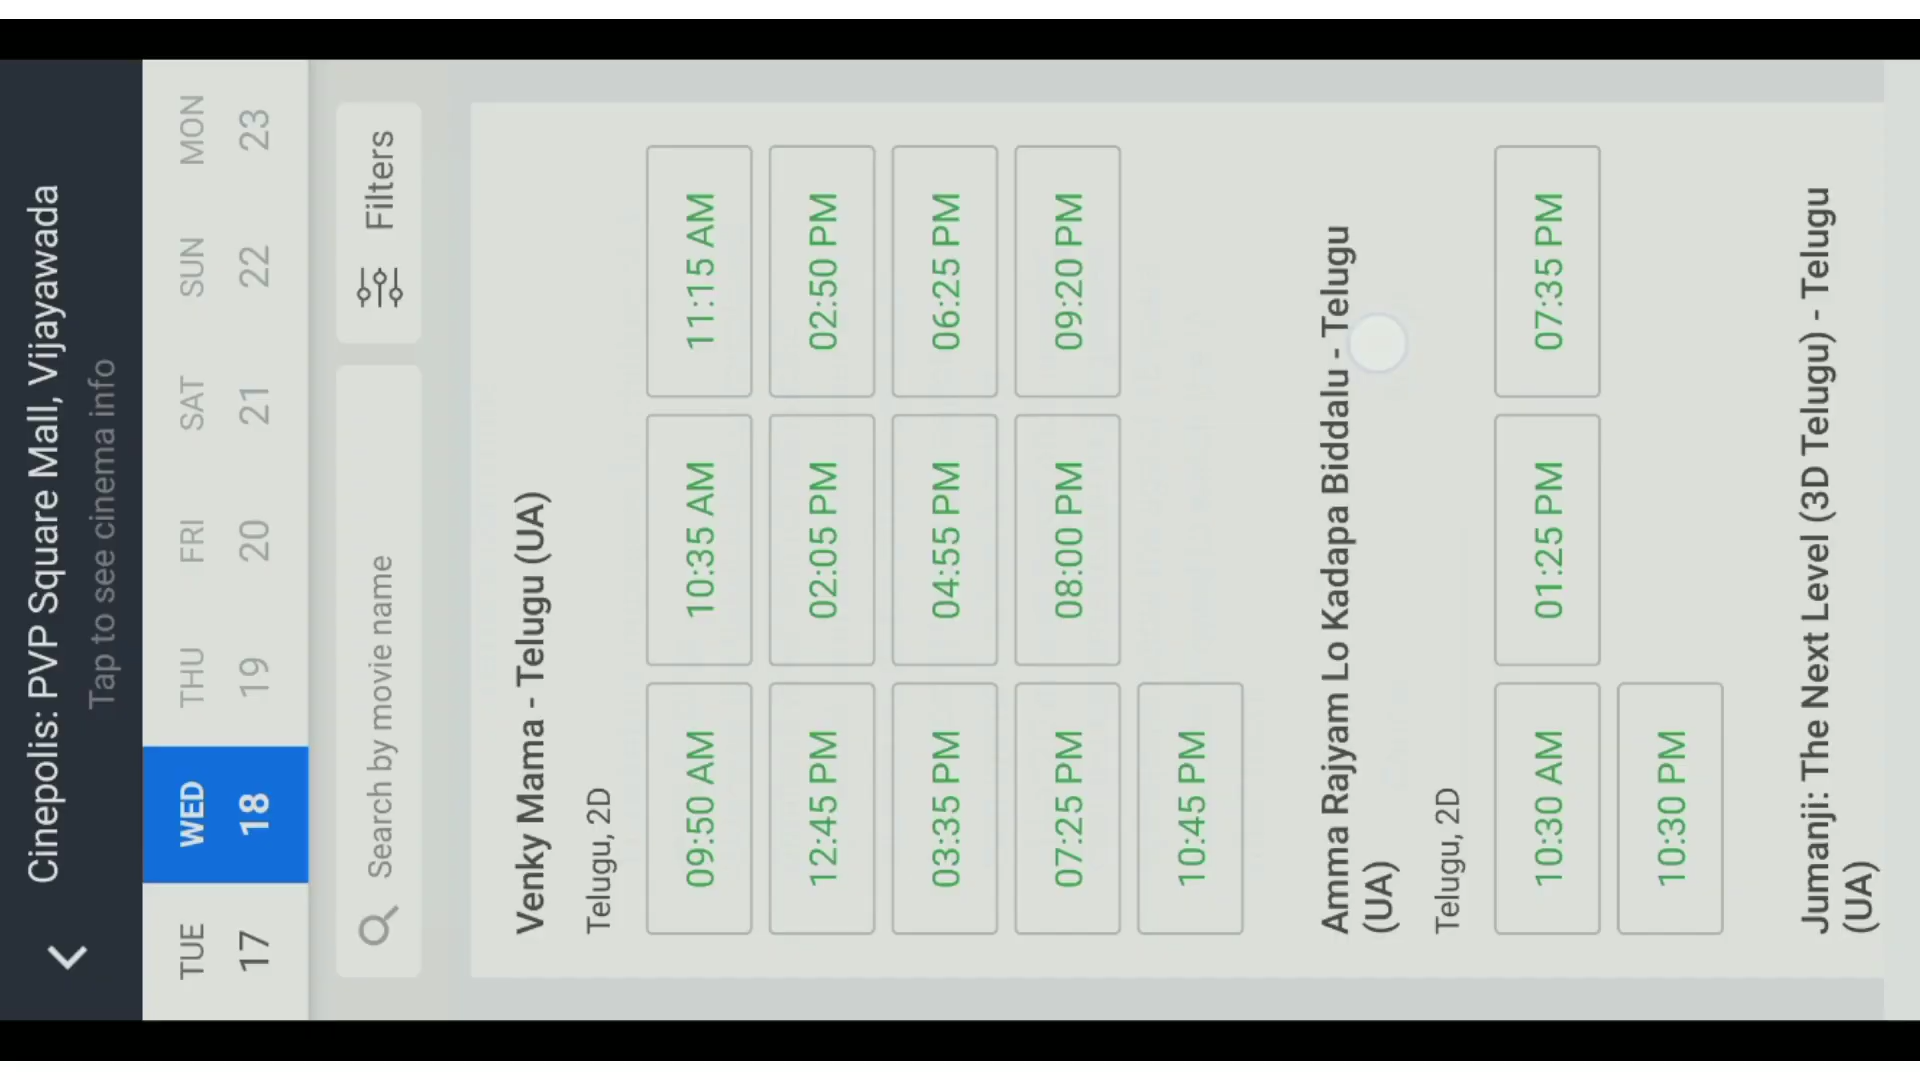 Cinepolis: PVP Square Mall, Vijayawada
Tap to see cinema info
TUE WED THU FRI SAT SUN MON
17 18 19 20 21 22 23
Search by movie name Filters
Venky Mama - Telugu (UA)
Telugu, 2D
09:50 AM 10:35 AM 11:15 AM
12:45 PM 02:05 PM 02:50 PM
03:35 PM 04:55 PM 06:25 PM
07:25 PM 08:00 PM 09:20 PM
10:45 PM
Amma Rajyam Lo Kadapa Biddalu - Telugu
(UA)
Telugu, 2D
10:30 AM 01:25 PM 07:35 PM
10:30 PM
Jumanji: The Next Level (3D Telugu) - Telugu
(UA)